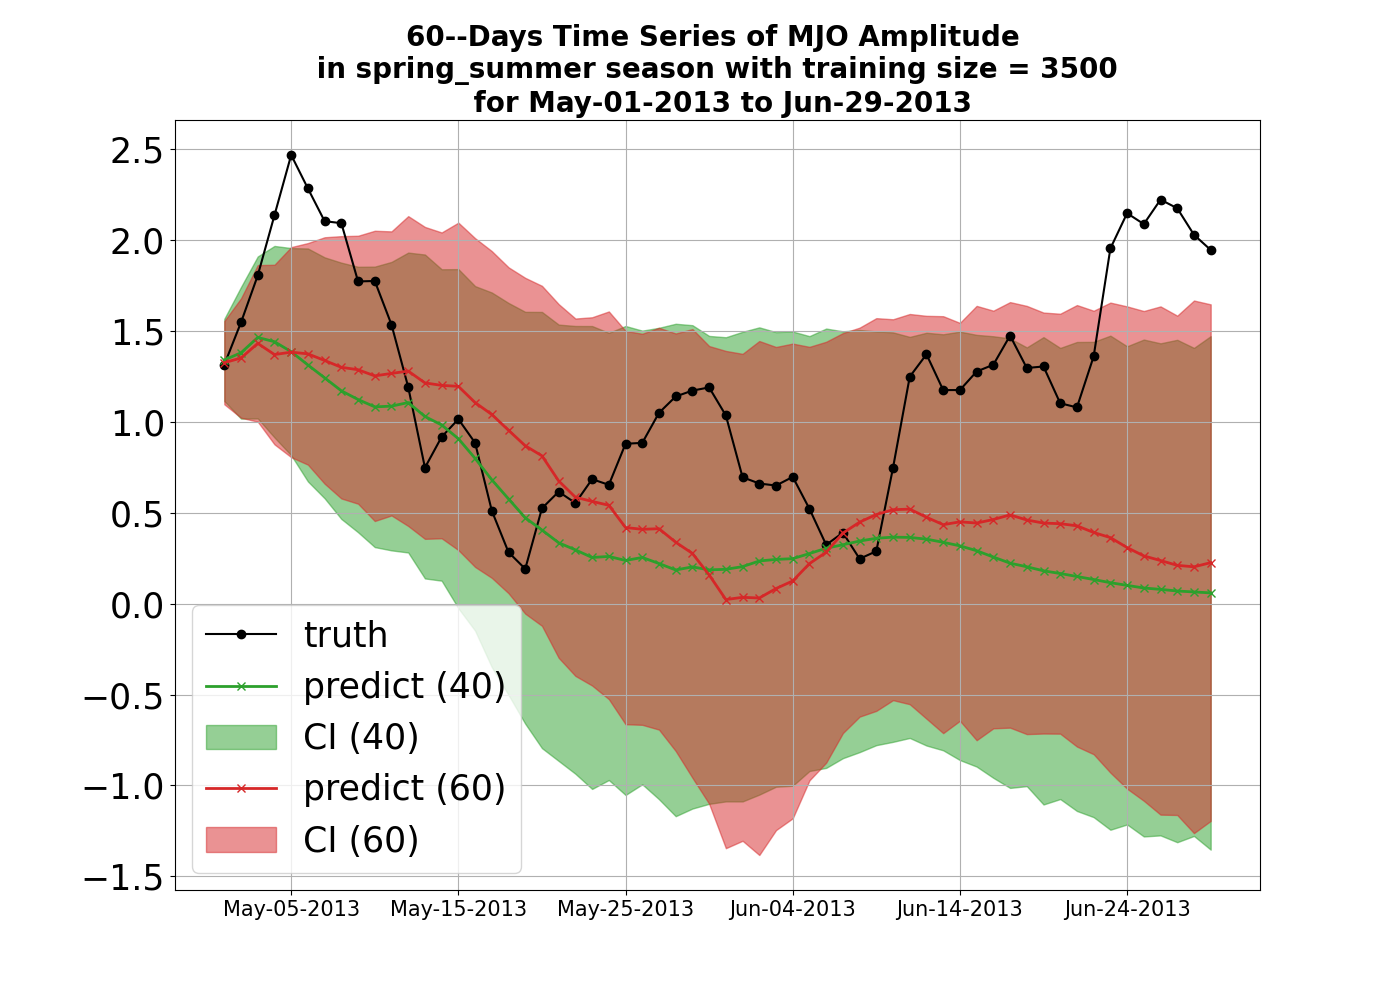 60--Days Time Series of MJO Amplitude
in spring_summer season with training size = 3500
for May-01-2013 to Jun-29-2013
2.5
2.0
1.5
1.0
0.5
0.0
−0.5
−1.0
−1.5
truth
predict (40)
CI (40)
predict (60)
CI (60)
May-05-2013 May-15-2013 May-25-2013 Jun-04-2013 Jun-14-2013 Jun-24-2013